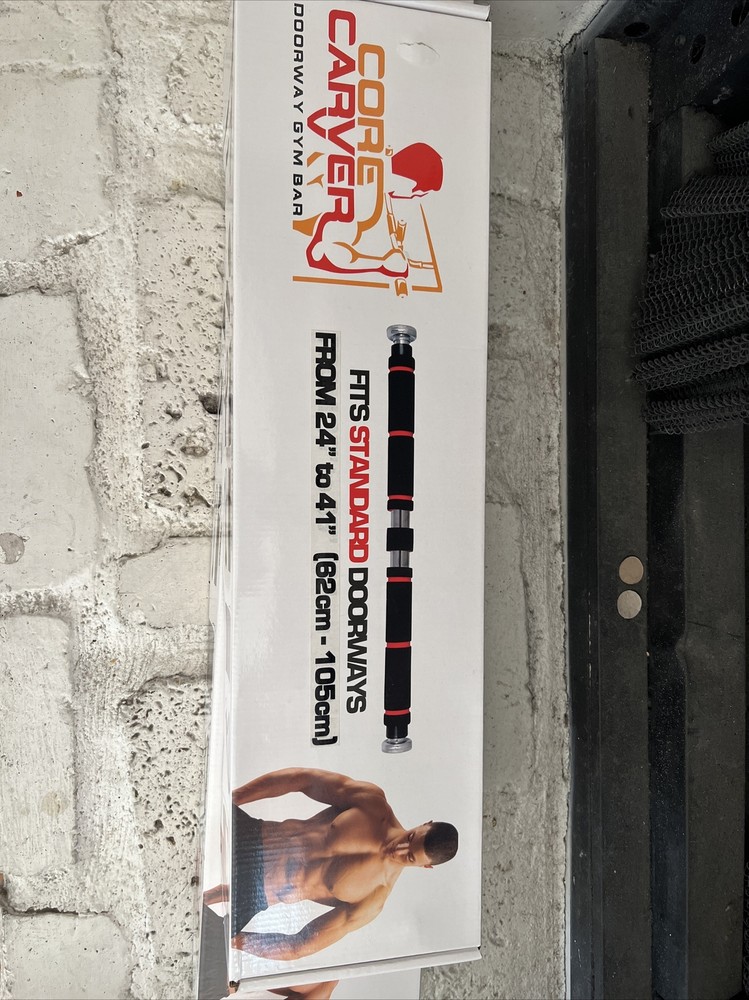 CORE
CARVER
DOORWAY GYM BAR
FITS STANDARD DOORWAYS
FROM 24" to 41" (62cm - 105cm)